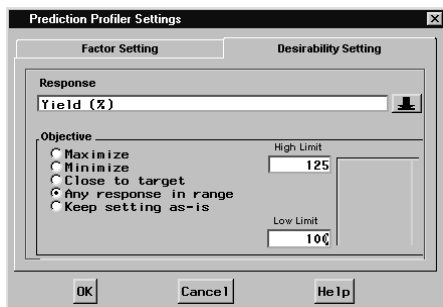 Prediction Profiler Settings
Factor Setting
Desirability Setting
Response
Yield (%)
Objective
Maximize
Minimize
Close to target
Any response in range
Keep setting as-is
High Limit
125
Low Limit
100
OK
Cancel
Help